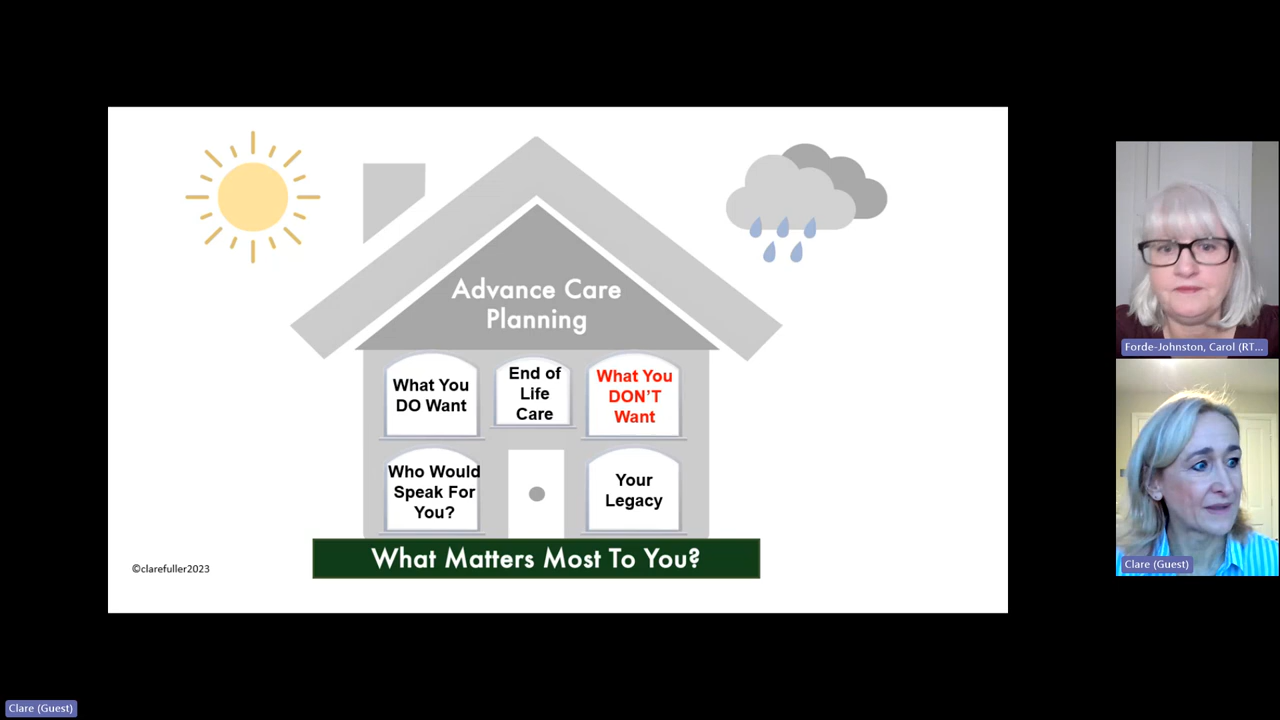 Advance Care
Planning
What You
DO Want
End of
Life
Care
What You
DON'T
Want
Who Would
Speak For
You?
Your
Legacy
What Matters Most To You?
©clarefuller2023
Forde-Johnston, Carol (RT...
Clare (Guest)
Clare (Guest)